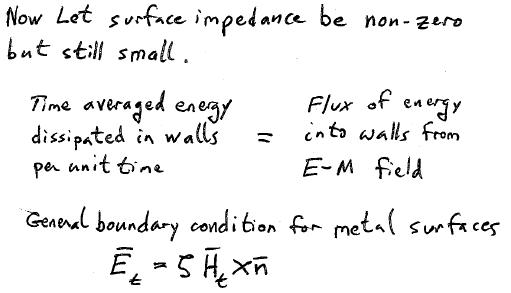 Now Let surface impedance be non-zero
but still small.
Time averaged energy
dissipated in walls
per unit time
=
Flux of energy
into walls from
E-M field
General boundary condition for metal surfaces
Ē_t = ζ H̄_t × n̄